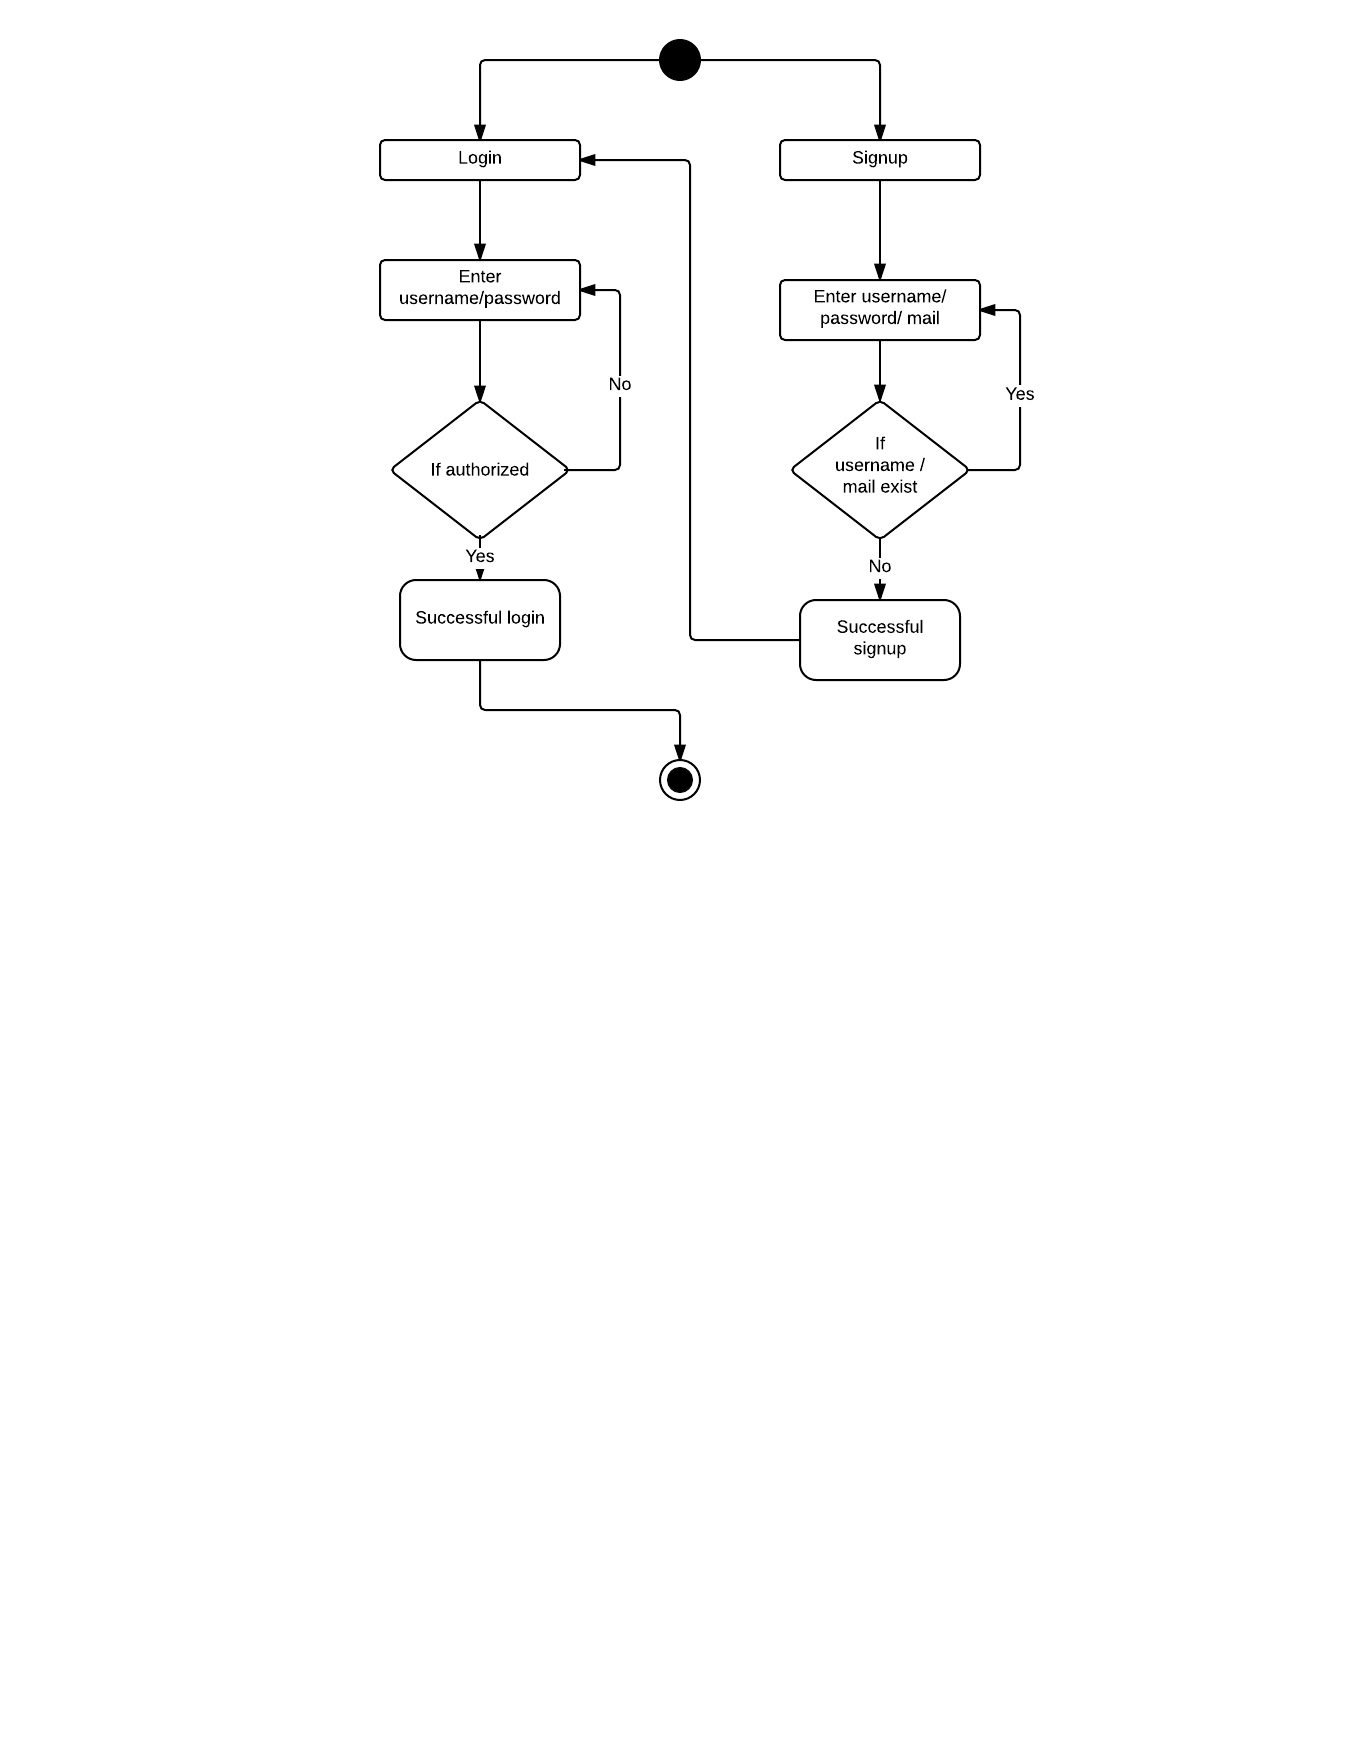 Login
Signup
Enter
username/password
Enter username/
password/ mail
No
Yes
If authorized
If
username /
mail exist
Yes
No
Successful login
Successful
signup